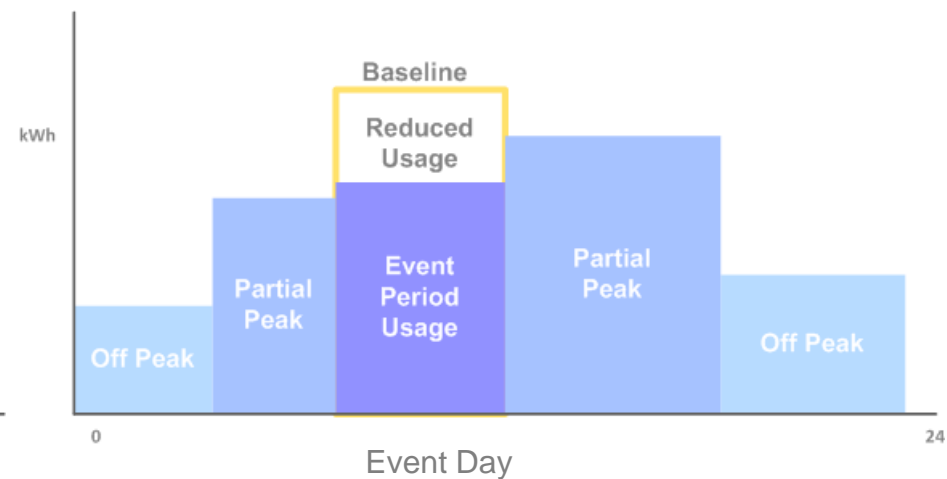 Baseline
kWh
Reduced
Usage
Event
Period
Usage
Partial
Peak
Partial
Peak
Off Peak
Off Peak
0
24
Event Day